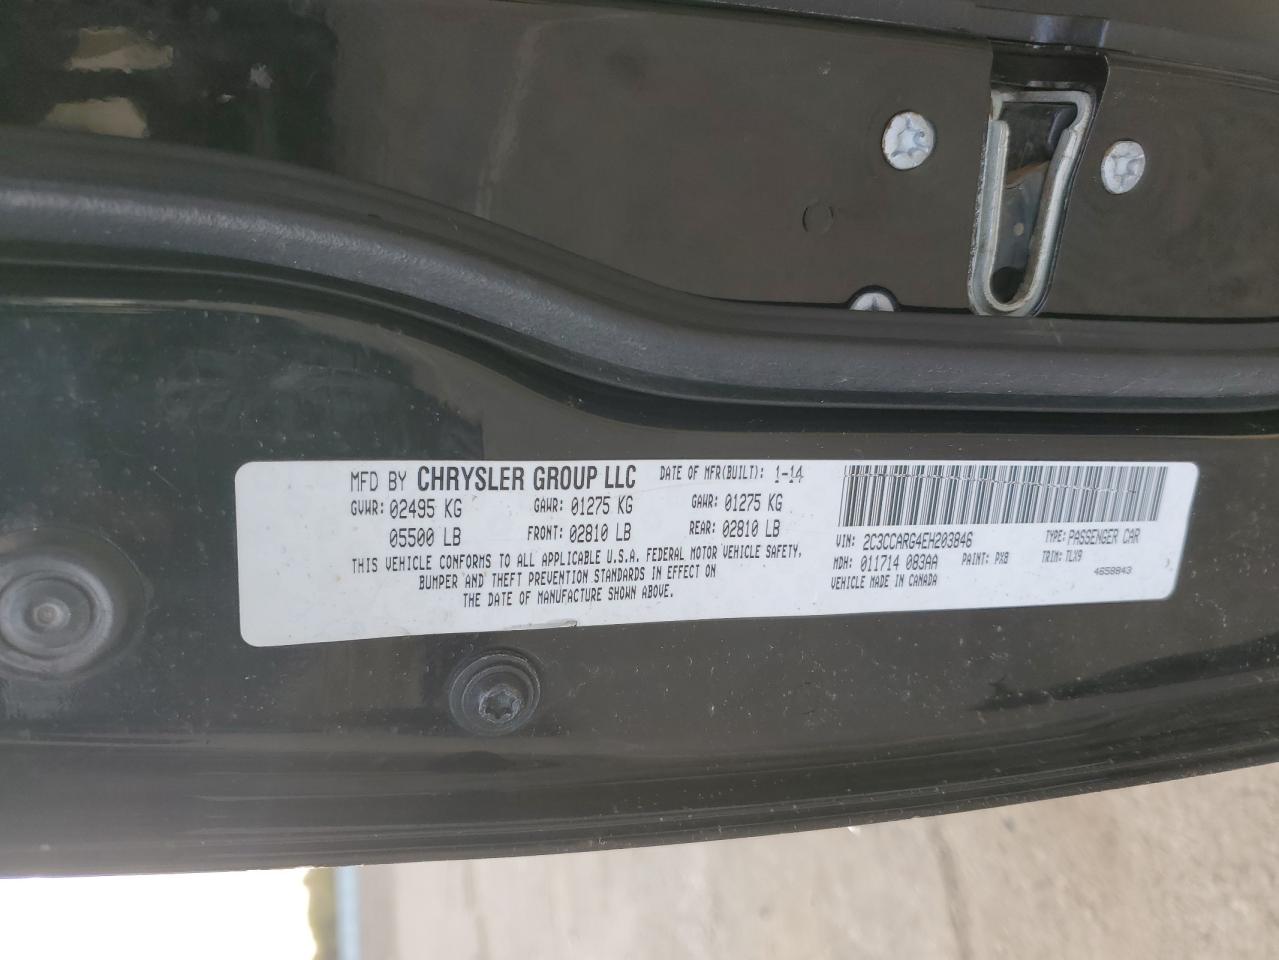 MFD BY CHRYSLER GROUP LLC DATE OF MFR(BUILT): 1-14
GVWR: 02495 KG GAWR: 01275 KG GAWR: 01275 KG
05500 LB FRONT: 02810 LB REAR: 02810 LB
THIS VEHICLE CONFORMS TO ALL APPLICABLE U.S.A. FEDERAL MOTOR VEHICLE SAFETY,
BUMPER AND THEFT PREVENTION STANDARDS IN EFFECT ON
THE DATE OF MANUFACTURE SHOWN ABOVE.
VIN: 2C3CCARG4EH203846 TYPE: PASSENGER CAR
MDH: 011714 083AA PAINT: PX8 TRIM: TLX9
VEHICLE MADE IN CANADA 4658843